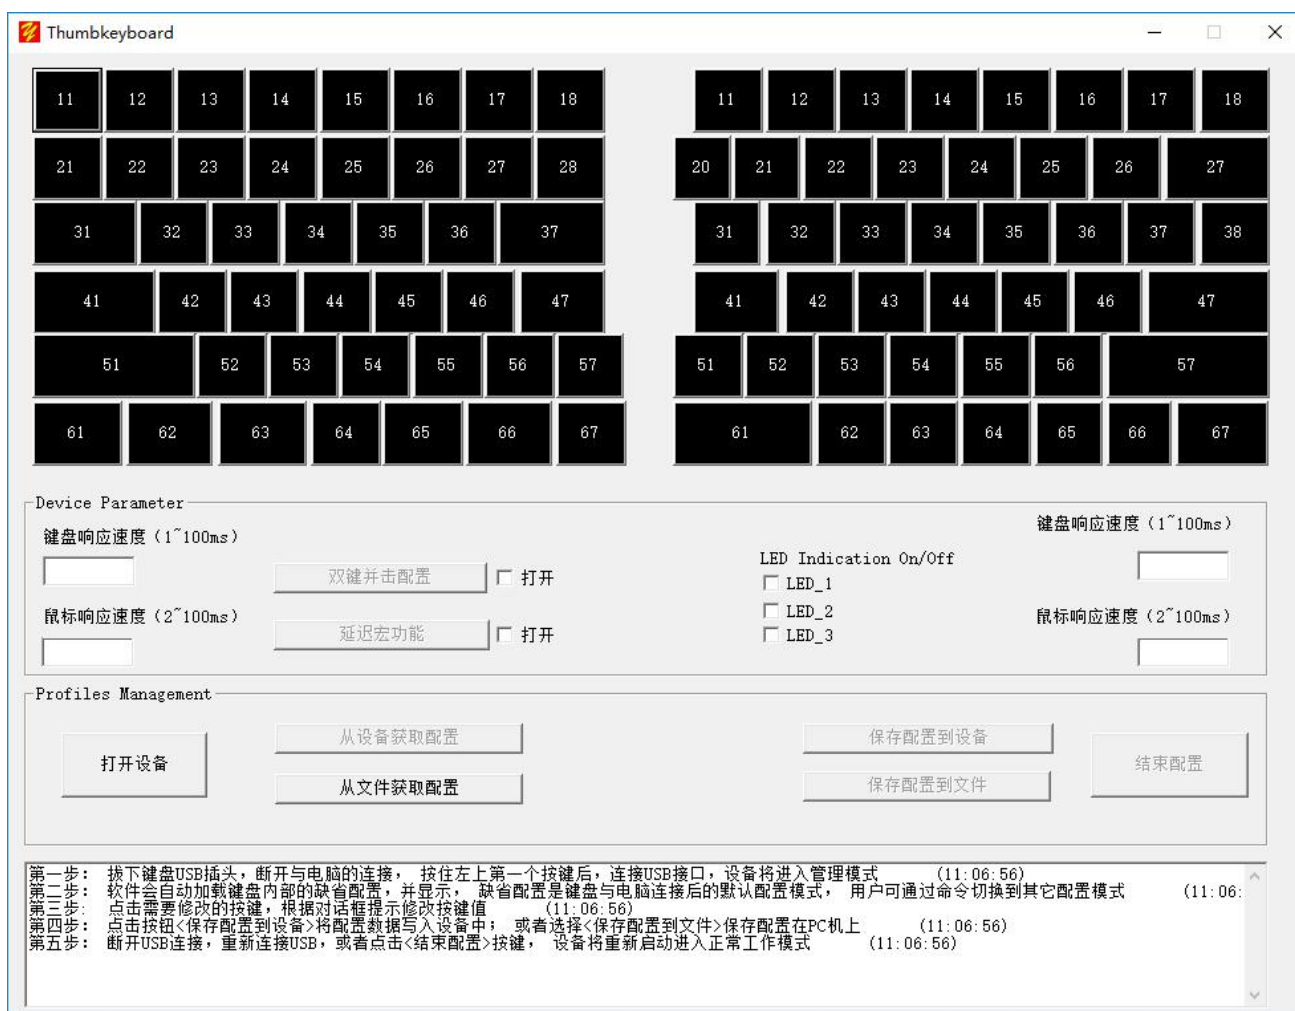 Thumbkeyboard
11 12 13 14 15 16 17 18 11 12 13 14 15 16 17 18
21 22 23 24 25 26 27 28 20 21 22 23 24 25 26 27
31 32 33 34 35 36 37 31 32 33 34 35 36 37 38
41 42 43 44 45 46 47 41 42 43 44 45 46 47
51 52 53 54 55 56 57 51 52 53 54 55 56 57
61 62 63 64 65 66 67 61 62 63 64 65 66 67
Device Parameter
键盘响应速度(1~100ms)
键盘响应速度(1~100ms)
双键并击配置 打开
LED Indication On/Off
LED_1
鼠标响应速度(2~100ms)
LED_2
鼠标响应速度(2~100ms)
延迟宏功能 打开
LED_3
Profiles Management
打开设备
从设备获取配置
保存配置到设备
结束配置
从文件获取配置
保存配置到文件
第一步: 拔下键盘USB插头,断开与电脑的连接, 按住左上第一个按键后,连接USB接口,设备将进入管理模式 (11:06:56)
第二步: 软件会自动加载键盘内部的缺省配置,并显示, 缺省配置是键盘与电脑连接后的默认配置模式, 用户可通过命令切换到其它配置模式 (11:06:
第三步: 点击需要修改的按键,根据对话框提示修改按键值 (11:06:56)
第四步: 点击按钮<保存配置到设备>将配置数据写入设备中; 或者选择<保存配置到文件>保存配置在PC机上 (11:06:56)
第五步: 断开USB连接,重新连接USB,或者点击<结束配置>按键, 设备将重新启动进入正常工作模式 (11:06:56)